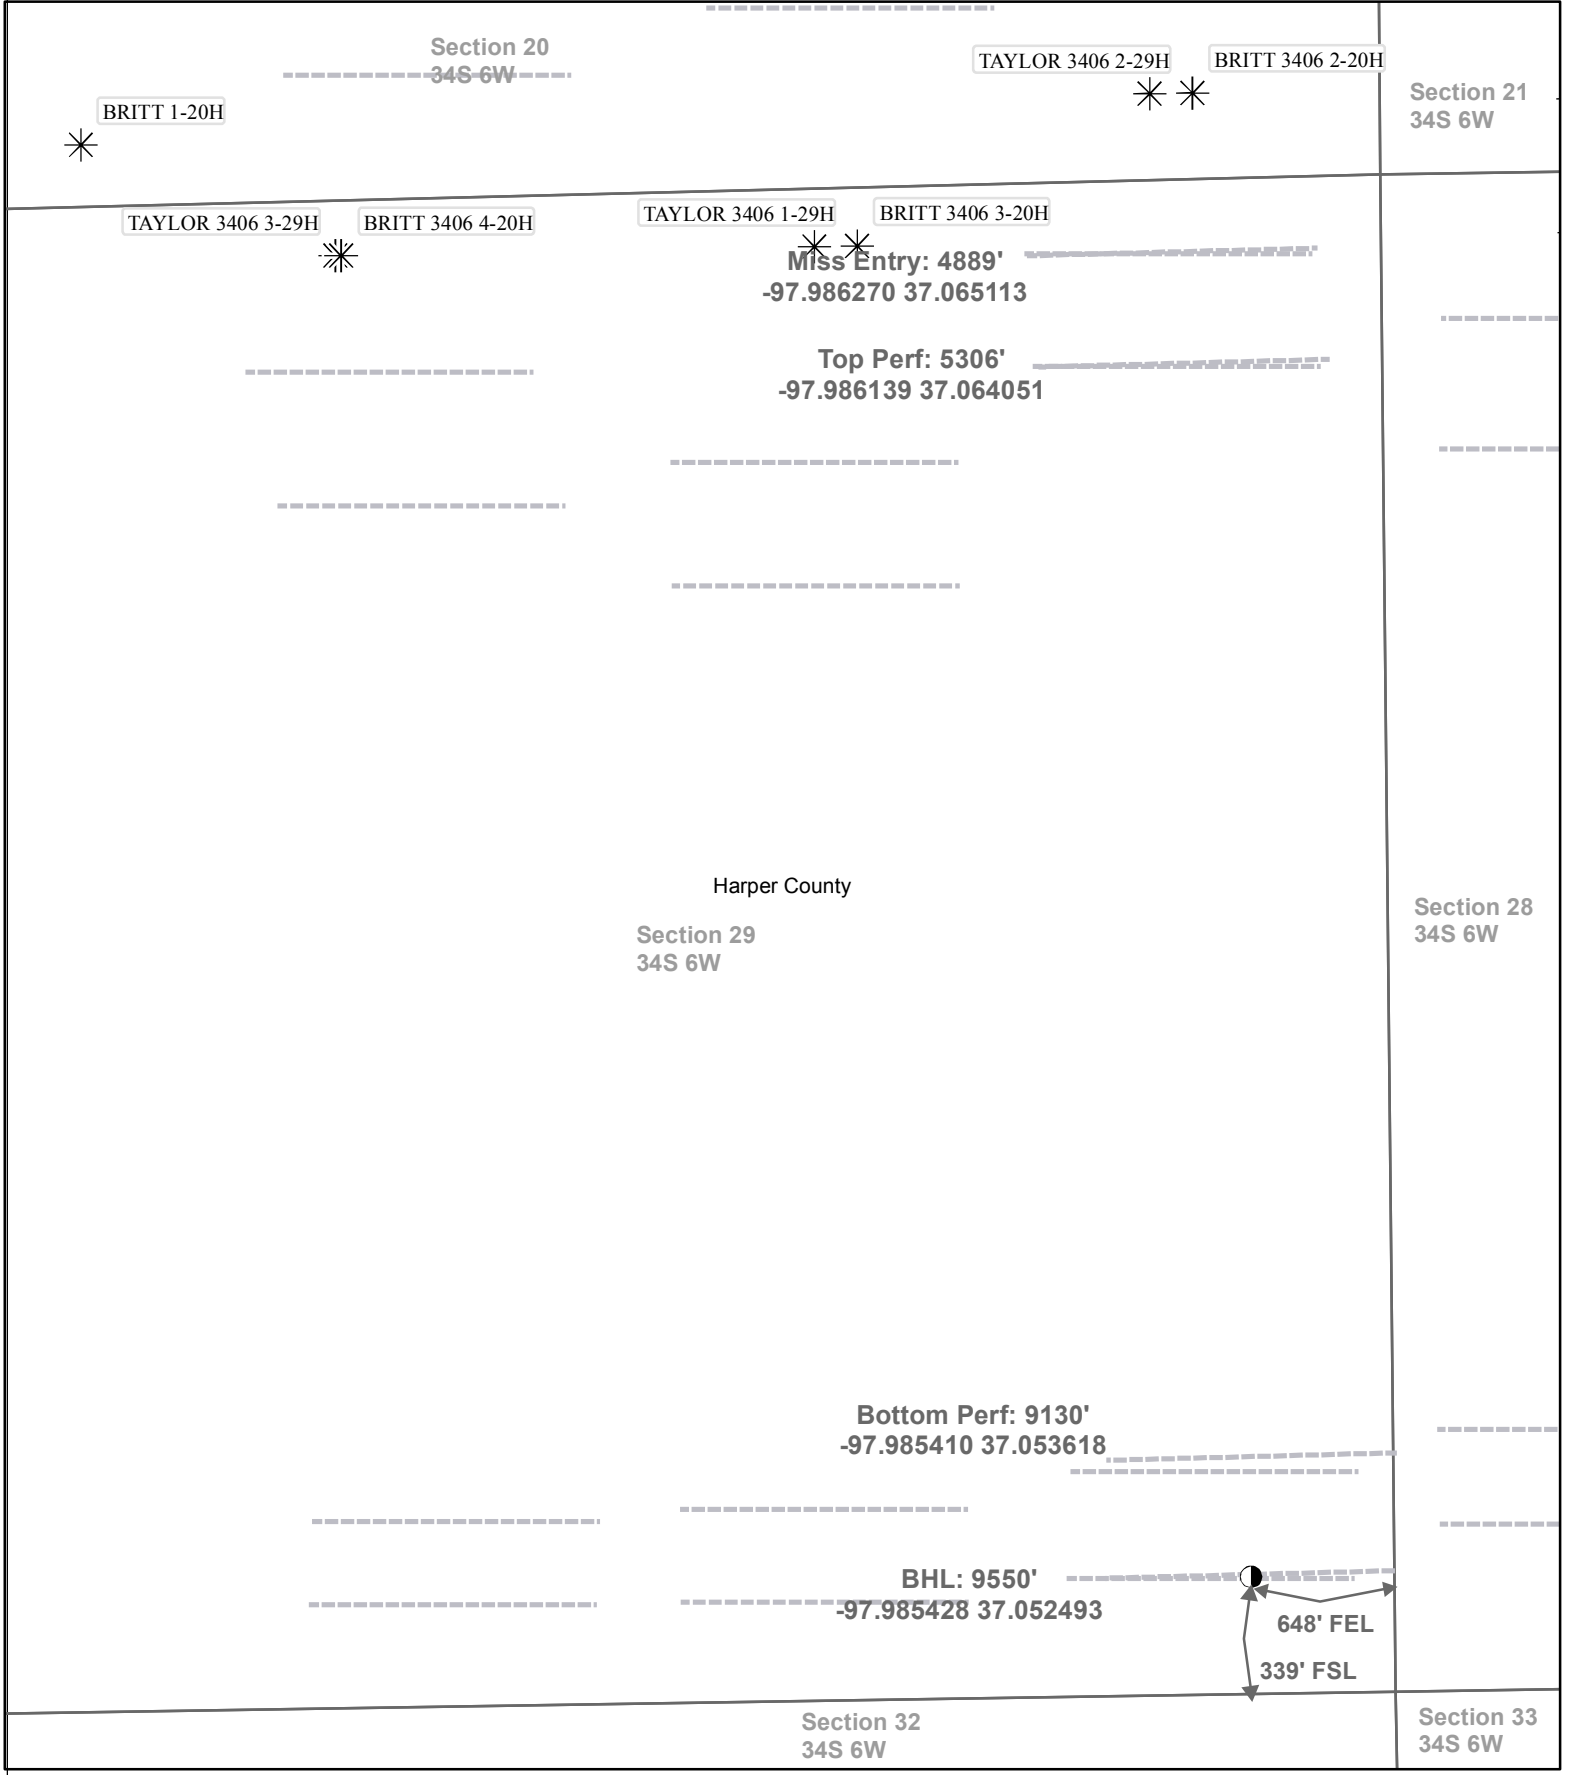 Section 20
34S 6W
TAYLOR 3406 2-29H
BRITT 3406 2-20H
Section 21
34S 6W
BRITT 1-20H
TAYLOR 3406 3-29H
BRITT 3406 4-20H
TAYLOR 3406 1-29H
BRITT 3406 3-20H
Miss Entry: 4889'
-97.986270 37.065113
Top Perf: 5306'
-97.986139 37.064051
Harper County
Section 29
34S 6W
Section 28
34S 6W
Bottom Perf: 9130'
-97.985410 37.053618
BHL: 9550'
-97.985428 37.052493
648' FEL
339' FSL
Section 32
34S 6W
Section 33
34S 6W